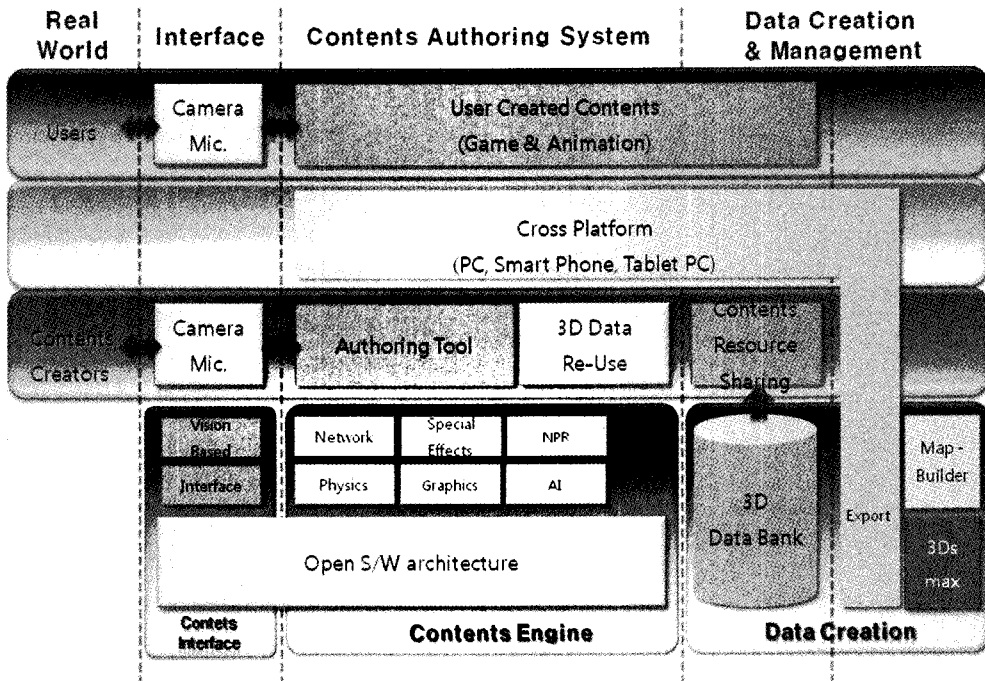 Real
World
Interface
Contents Authoring System
Data Creation
& Management
Users
Camera
Mic.
User Created Contents
(Game & Animation)
Cross Platform
(PC, Smart Phone, Tablet PC)
Contents
Creators
Camera
Mic.
Authoring Tool
3D Data
Re-Use
Contents
Resource
Sharing
Vision
Based
Interface
Network
Special
Effects
NPR
Physics
Graphics
AI
Open S/W architecture
3D
Data Bank
Export
Map -
Builder
3Ds
max
Contets
Interface
Contents Engine
Data Creation